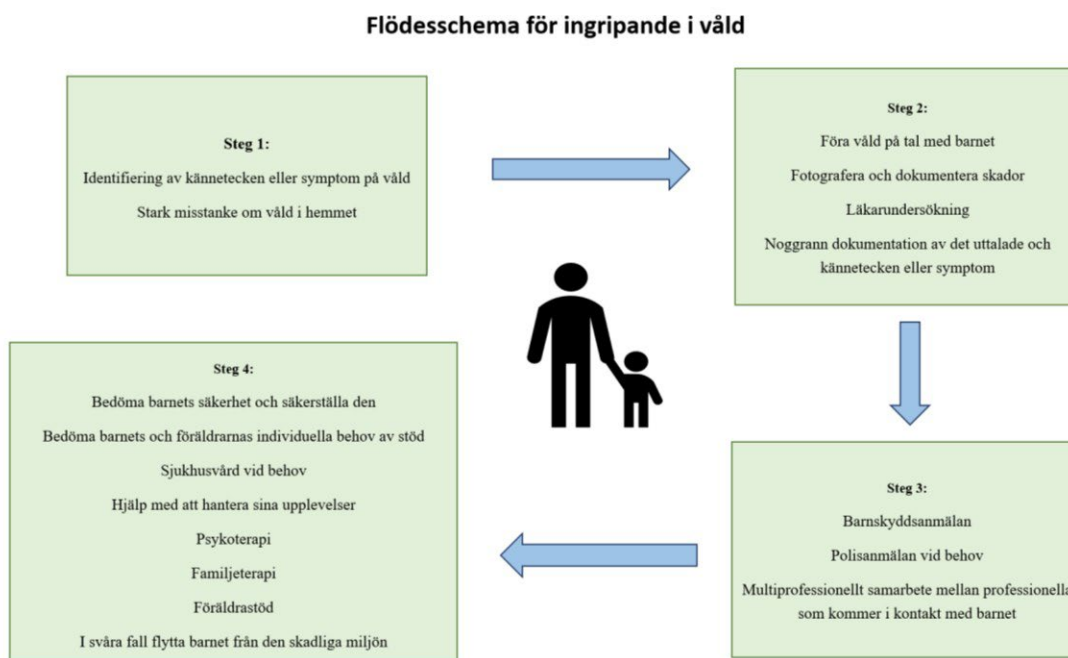 Flödesschema för ingripande i våld
Steg 1:
Identifiering av kännetecken eller symptom på våld
Stark misstanke om våld i hemmet
Steg 2:
Föra våld på tal med barnet
Fotografera och dokumentera skador
Läkarundersökning
Noggrann dokumentation av det uttalade och
kännetecken eller symptom
Steg 3:
Barnskyddsanmälan
Polisanmälan vid behov
Multiprofessionellt samarbete mellan professionella
som kommer i kontakt med barnet
Steg 4:
Bedöma barnets säkerhet och säkerställa den
Bedöma barnets och föräldrarnas individuella behov av stöd
Sjukhusvård vid behov
Hjälp med att hantera sina upplevelser
Psykoterapi
Familjeterapi
Föräldrastöd
I svåra fall flytta barnet från den skadliga miljön